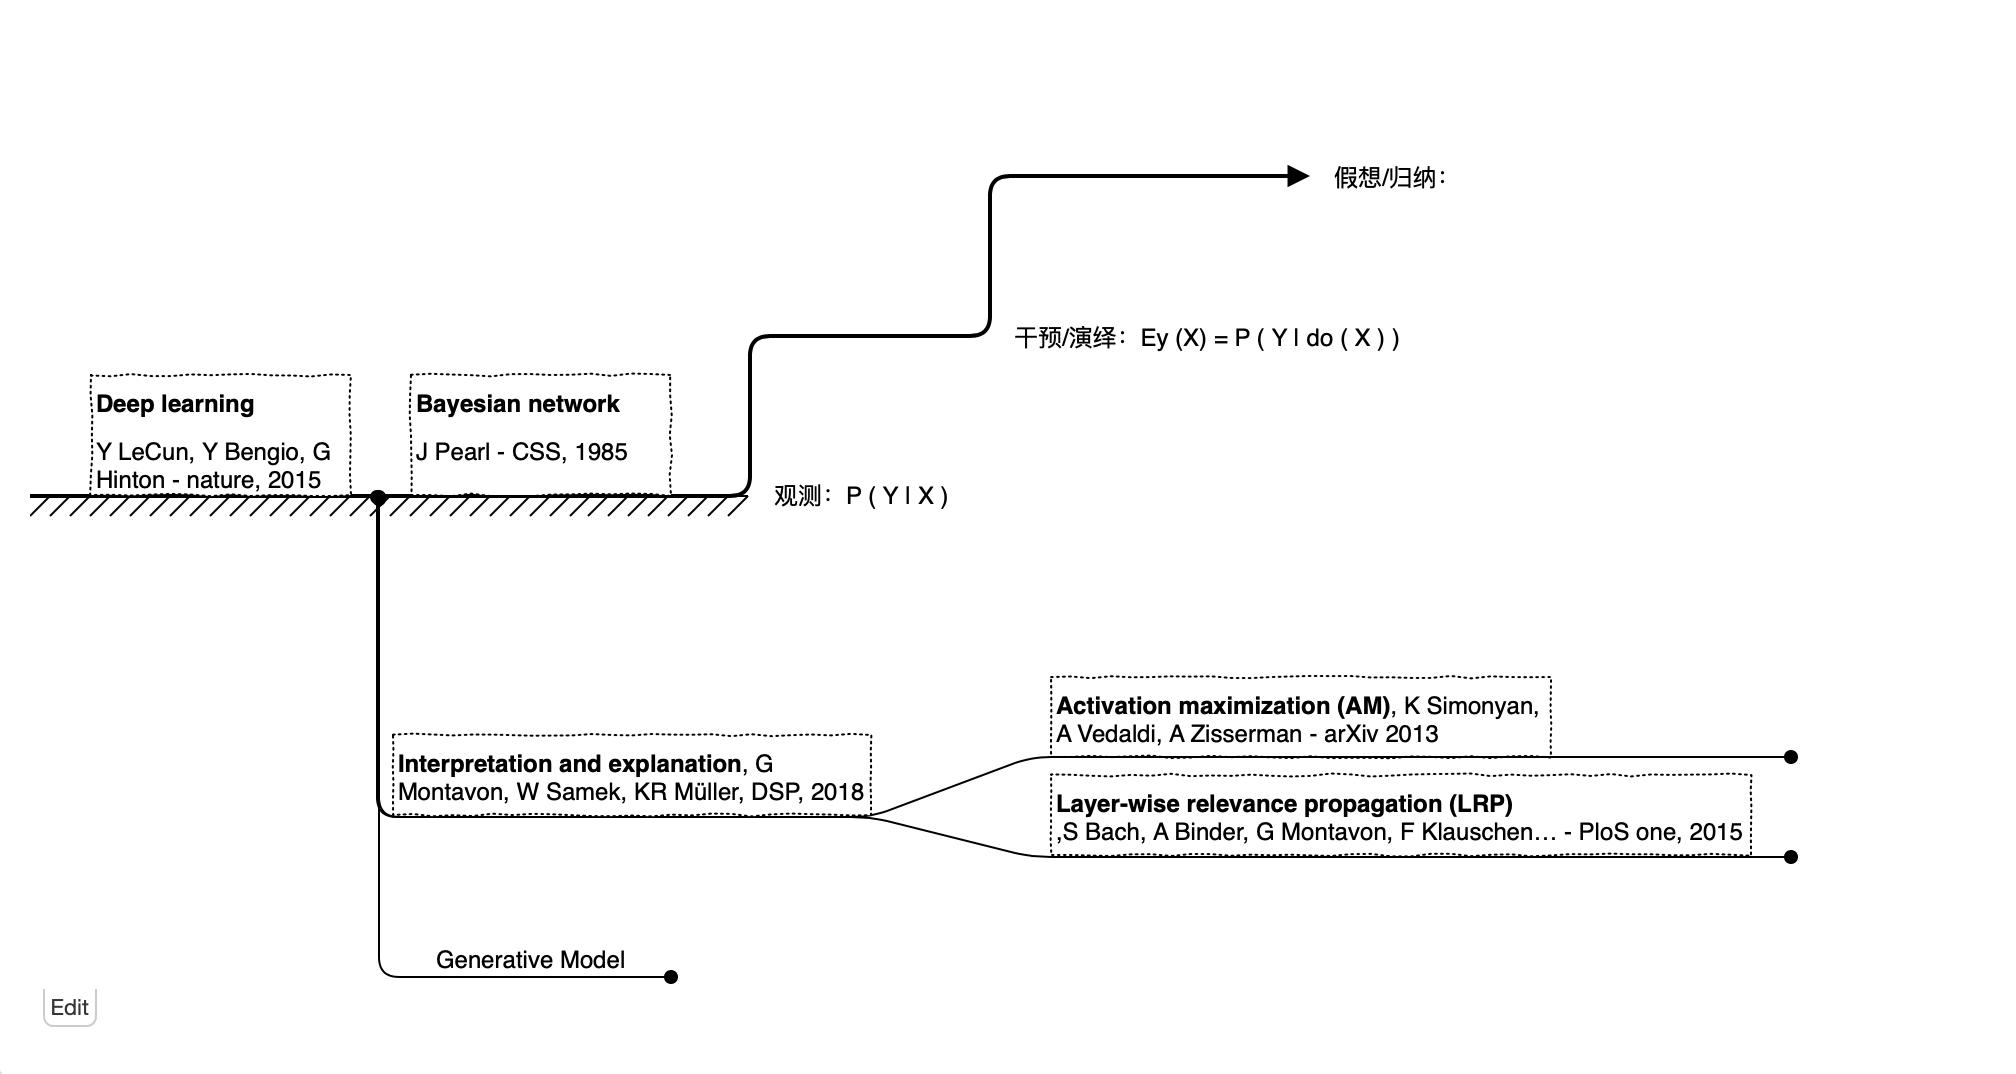 假想/归纳：
干预/演绎：Ey (X) = P ( Y | do ( X ) )
Deep learning
Y LeCun, Y Bengio, G
Hinton - nature, 2015
Bayesian network
J Pearl - CSS, 1985
观测：P ( Y | X )
Activation maximization (AM), K Simonyan,
A Vedaldi, A Zisserman - arXiv 2013
Interpretation and explanation, G
Montavon, W Samek, KR Müller, DSP, 2018
Layer-wise relevance propagation (LRP)
,S Bach, A Binder, G Montavon, F Klauschen… - PloS one, 2015
Generative Model
Edit